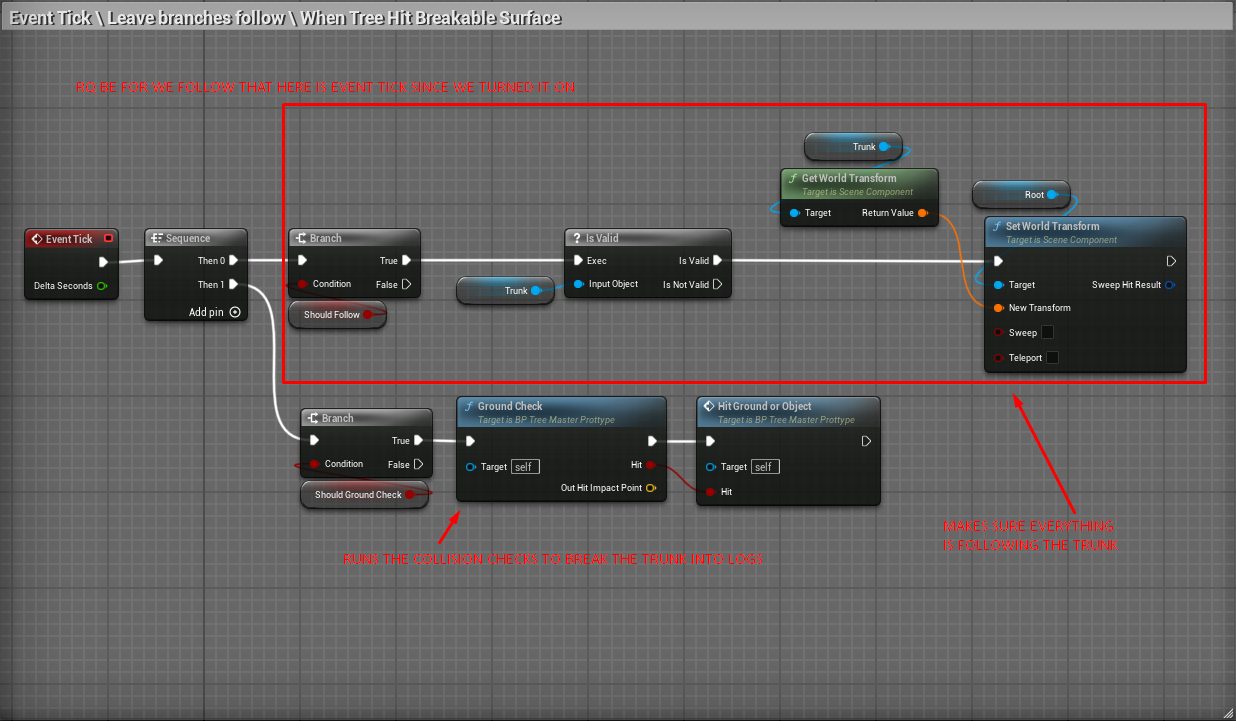 Event Tick \ Leave branches follow \ When Tree Hit Breakable Surface
RQ BE FOR WE FOLLOW THAT HERE IS EVENT TICK SINCE WE TURNED IT ON
Trunk
Get World Transform
Target is Scene Component
Target Return Value
Root
Set World Transform
Target is Scene Component
Target Sweep Hit Result
New Transform
Sweep
Teleport
Event Tick
Delta Seconds
Sequence
Then 0
Then 1
Add pin
Branch
True
Condition False
Should Follow
Trunk
Is Valid
Exec Is Valid
Input Object Is Not Valid
Branch
True
Condition False
Should Ground Check
Ground Check
Target is BP Tree Master Prottype
Target self Hit
Out Hit Impact Point
Hit Ground or Object
Target is BP Tree Master Prottype
Target self
Hit
MAKES SURE EVERYTHING
IS FOLLOWING THE TRUNK
RUNS THE COLLISION CHECKS TO BREAK THE TRUNK INTO LOGS